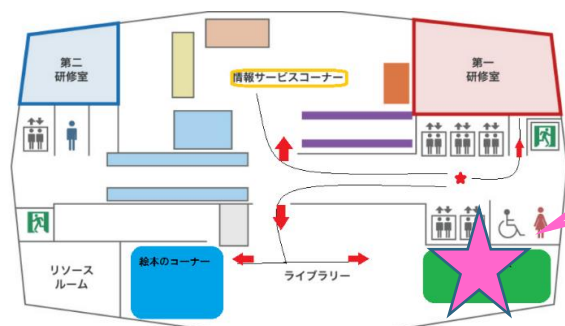 第二
研修室
情報サービスコーナー
第一
研修室
リソース
ルーム
絵本のコーナー
ライブラリー